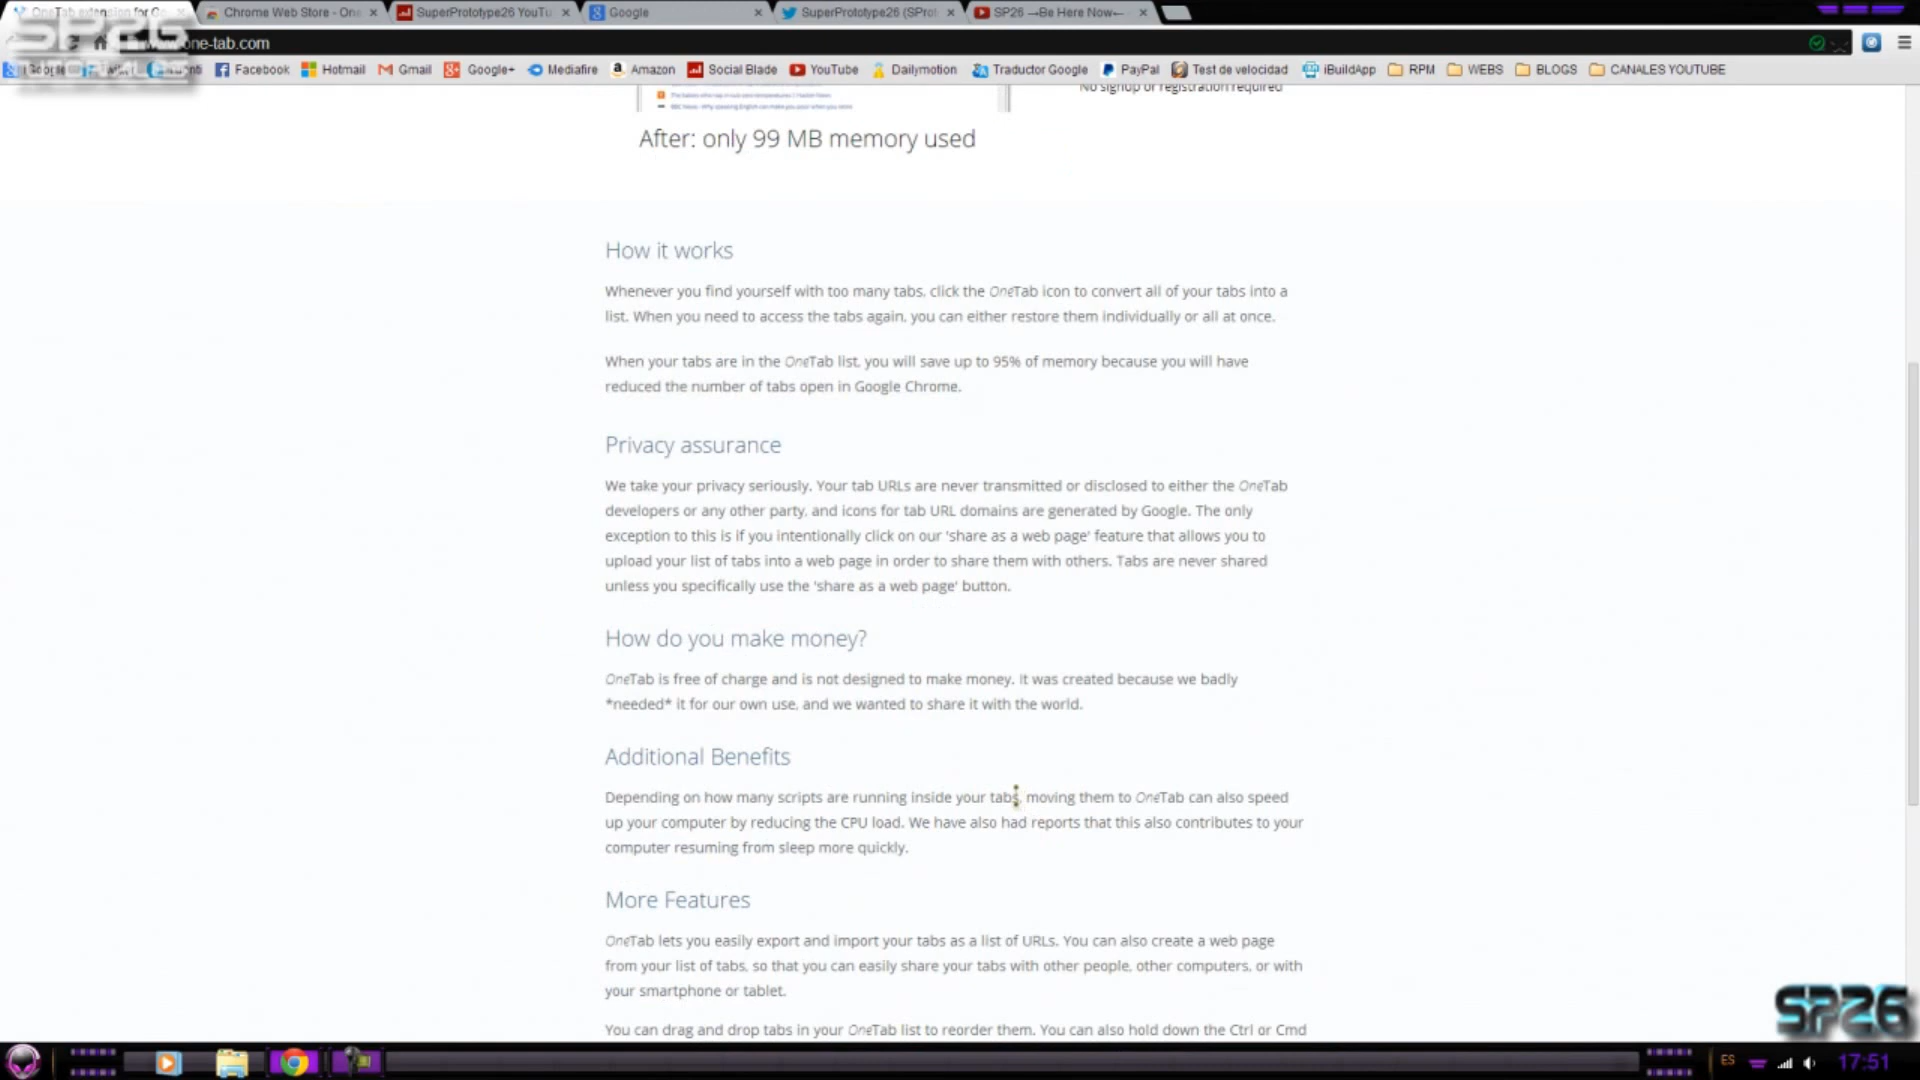 OneTab extension for Go
Chrome Web Store - One
SuperPrototype26 YouTu
Google
SuperPrototype26 (SProt
SP26 →Be Here Now←
SP26
TUTORIALES
www.one-tab.com
Google
Twitter
Facebook
Hotmail
Gmail
Google+
Mediafire
Amazon
Social Blade
YouTube
Dailymotion
Traductor Google
PayPal
Test de velocidad
iBuildApp
RPM
WEBS
BLOGS
CANALES YOUTUBE
No signup or registration required
After: only 99 MB memory used
How it works
Whenever you find yourself with too many tabs, click the OneTab icon to convert all of your tabs into a
list. When you need to access the tabs again, you can either restore them individually or all at once.
When your tabs are in the OneTab list, you will save up to 95% of memory because you will have
reduced the number of tabs open in Google Chrome.
Privacy assurance
We take your privacy seriously. Your tab URLs are never transmitted or disclosed to either the OneTab
developers or any other party, and icons for tab URL domains are generated by Google. The only
exception to this is if you intentionally click on our 'share as a web page' feature that allows you to
upload your list of tabs into a web page in order to share them with others. Tabs are never shared
unless you specifically use the 'share as a web page' button.
How do you make money?
OneTab is free of charge and is not designed to make money. It was created because we badly
*needed* it for our own use, and we wanted to share it with the world.
Additional Benefits
Depending on how many scripts are running inside your tabs, moving them to OneTab can also speed
up your computer by reducing the CPU load. We have also had reports that this also contributes to your
computer resuming from sleep more quickly.
More Features
OneTab lets you easily export and import your tabs as a list of URLs. You can also create a web page
from your list of tabs, so that you can easily share your tabs with other people, other computers, or with
your smartphone or tablet.
You can drag and drop tabs in your OneTab list to reorder them. You can also hold down the Ctrl or Cmd
SP26
ES
17:51